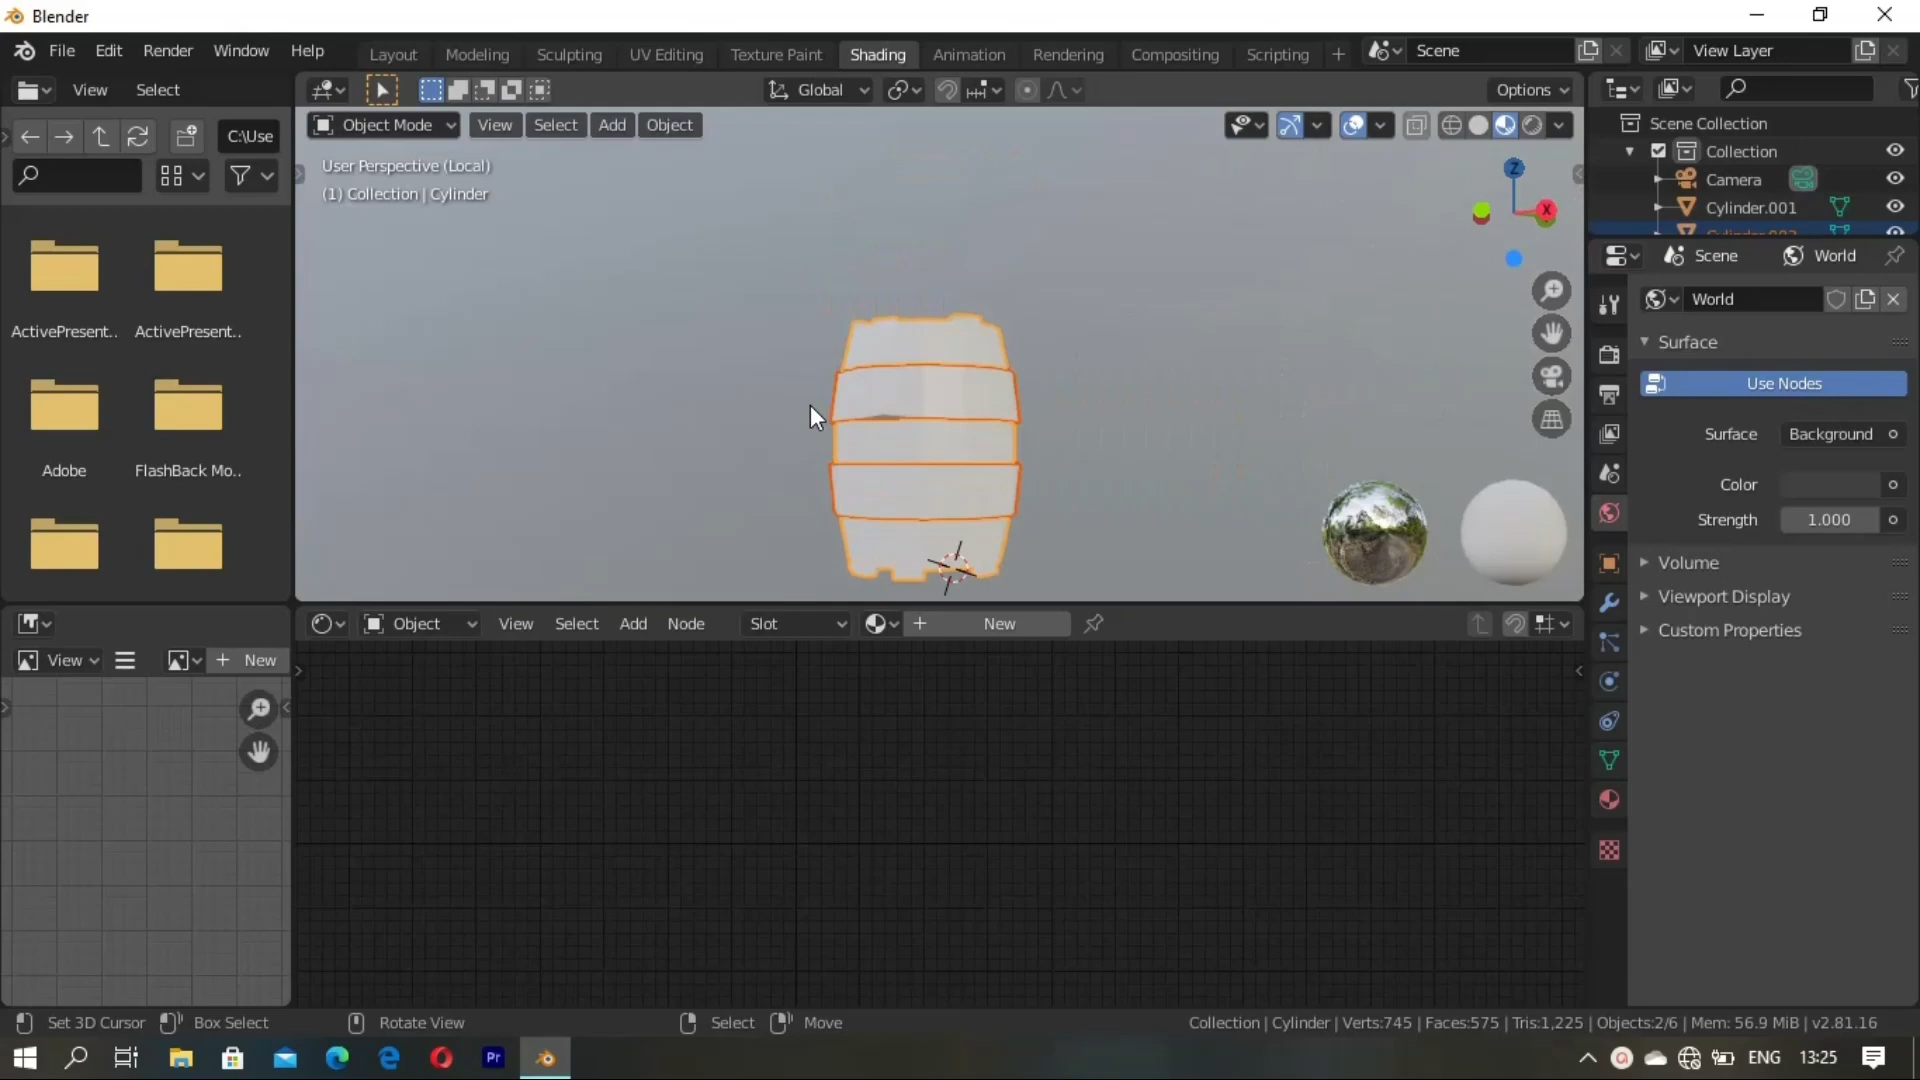 Blender
File Edit Render Window Help Layout Modeling Sculpting UV Editing Texture Paint Shading Animation Rendering Compositing Scripting + Scene View Layer
View Select Global Options
C:\Use
Object Mode View Select Add Object
User Perspective (Local)
(1) Collection | Cylinder
Z
X
Scene Collection
Collection
Camera
Cylinder.001
Scene World
World
Surface
Use Nodes
Surface Background
Color
Strength 1.000
Volume
Viewport Display
Custom Properties
ActivePresent.. ActivePresent..
Adobe FlashBack Mo..
Object View Select Add Node Slot + New
View + New
Set 3D Cursor Box Select Rotate View Select Move Collection | Cylinder | Verts:745 | Faces:575 | Tris:1,225 | Objects:2/6 | Mem: 56.9 MiB | v2.81.16
Pr ENG 13:25